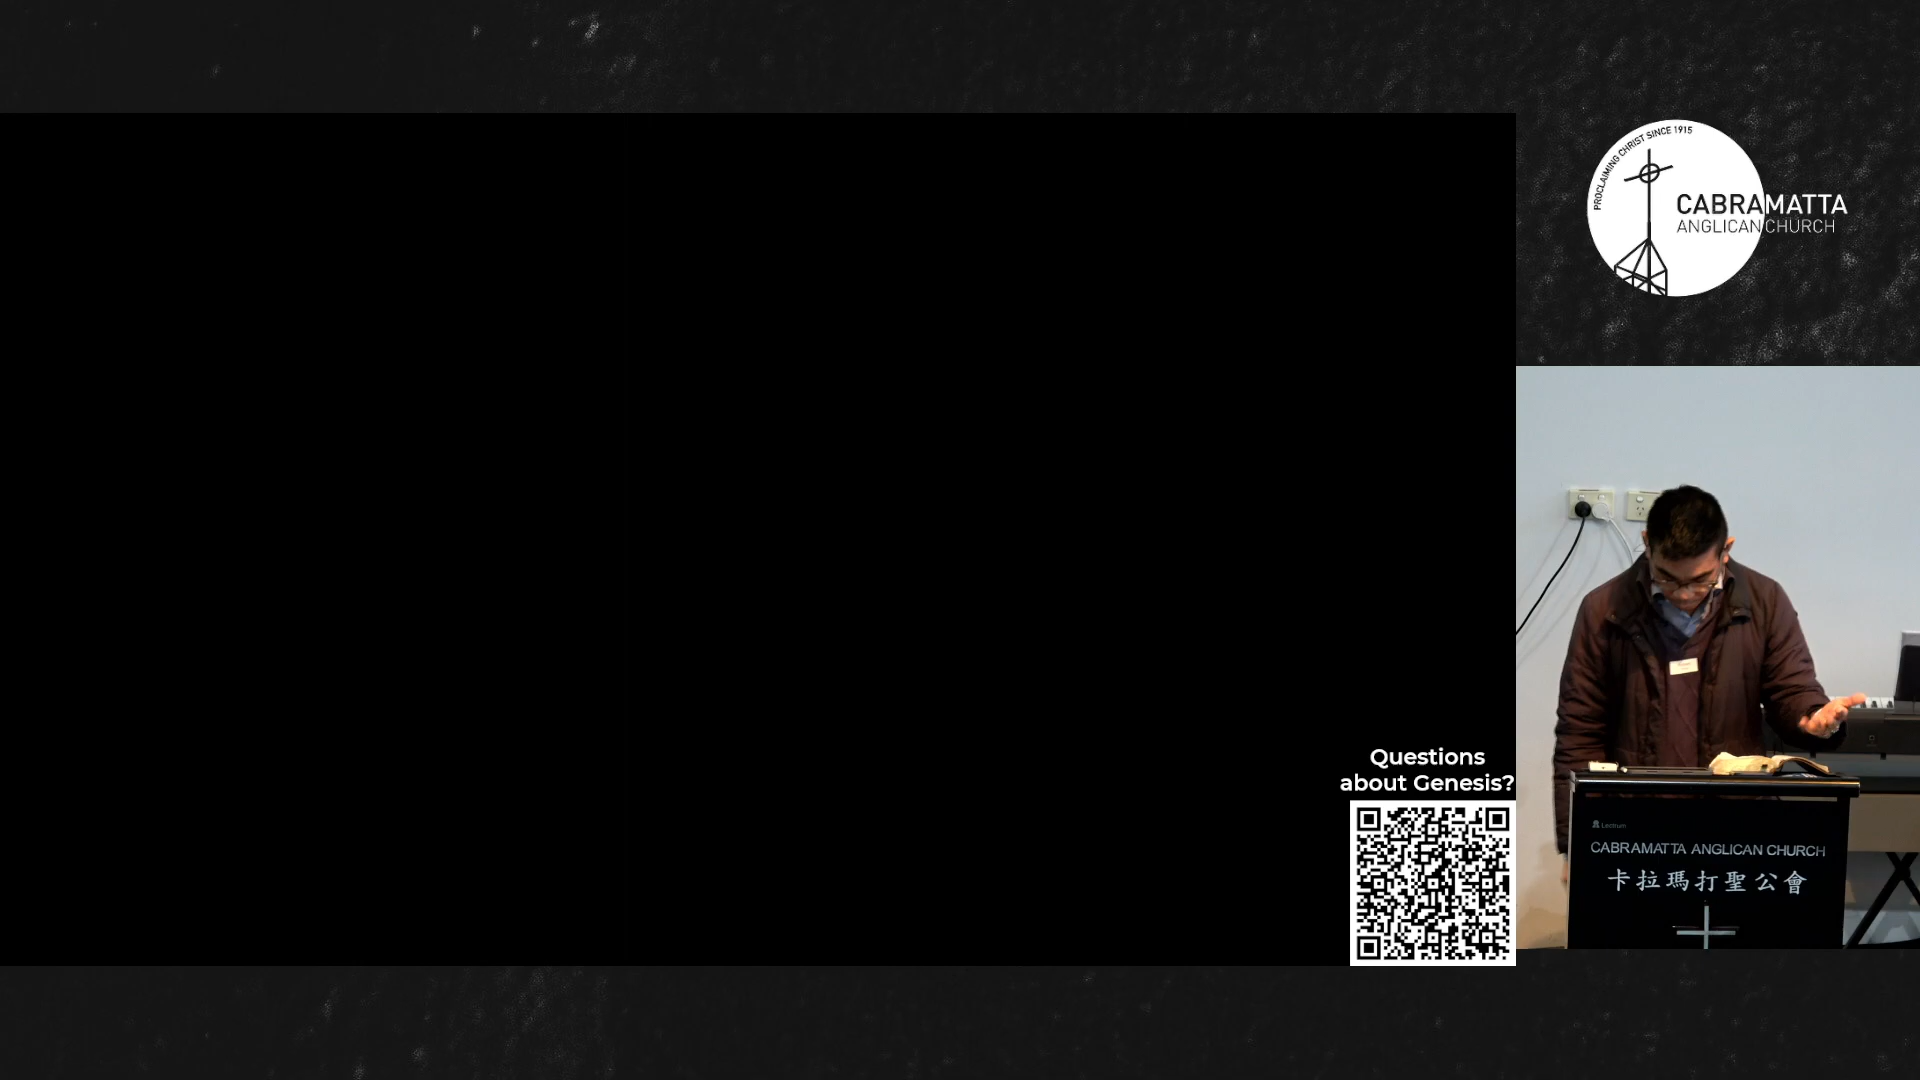 PROCLAIMING CHRIST SINCE 1915
CABRAMATTA
ANGLICAN CHURCH
Questions
about Genesis?
Lectrum
CABRAMATTA ANGLICAN CHURCH
卡拉瑪打聖公會